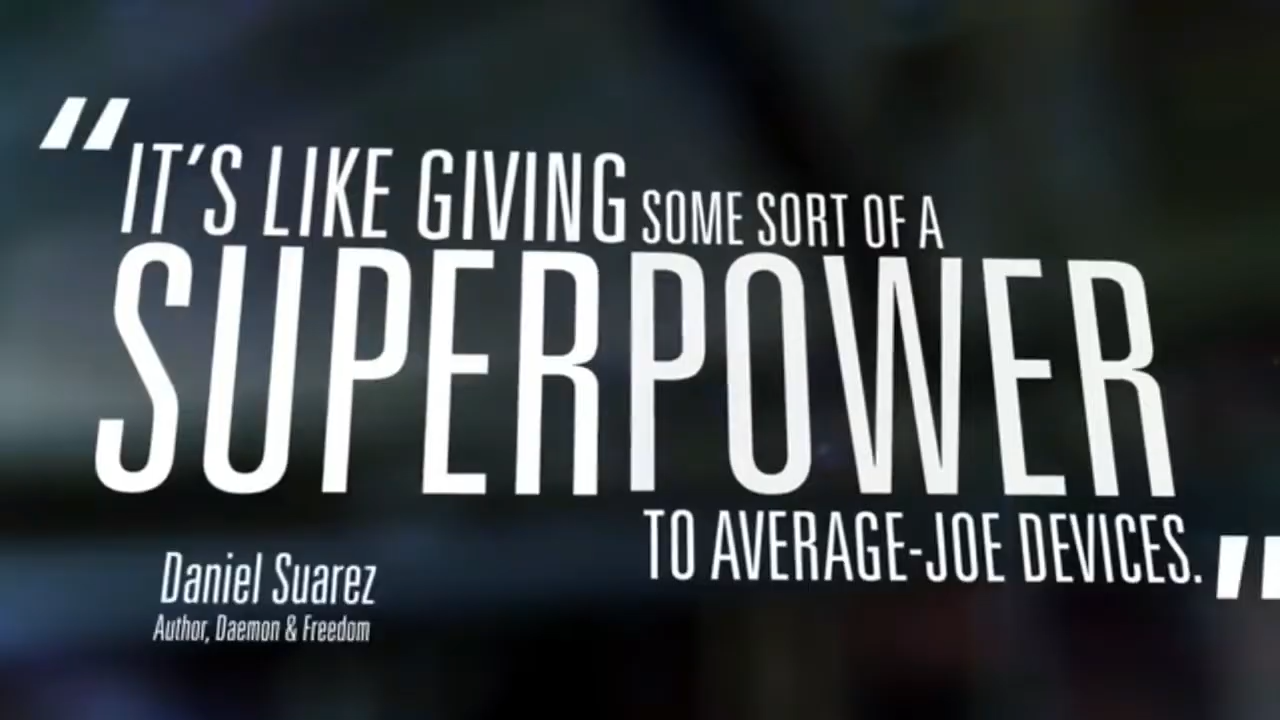 “IT’S LIKE GIVING SOME SORT OF A
SUPERPOWER
TO AVERAGE-JOE DEVICES."
Daniel Suarez
Author, Daemon & Freedom